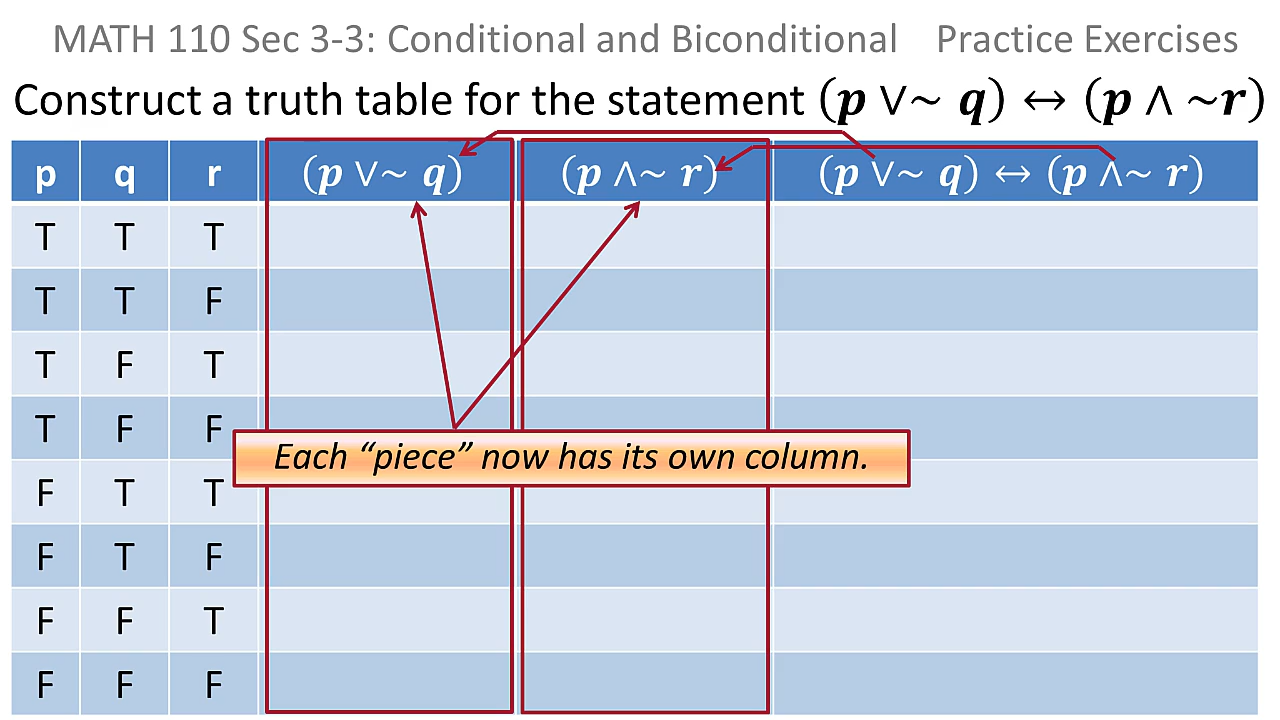 MATH 110 Sec 3-3: Conditional and Biconditional Practice Exercises
Construct a truth table for the statement (p ∨~ q) ↔ (p ∧ ~r)
p q r (p ∨~ q) (p ∧~ r) (p ∨~ q) ↔ (p ∧~ r)
T T T
T T F
T F T
T F F
Each “piece” now has its own column.
F T T
F T F
F F T
F F F